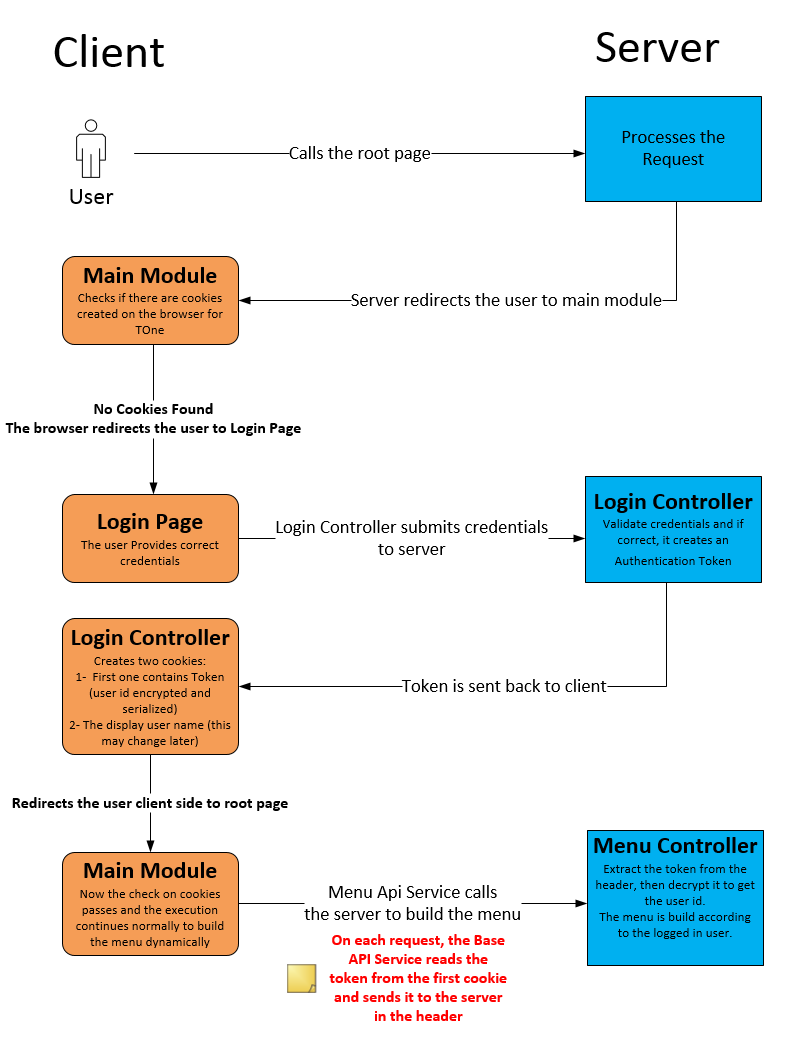 Client
Server
User
Calls the root page
Processes the
Request
Main Module
Checks if there are cookies
created on the browser for
TOne
Server redirects the user to main module
No Cookies Found
The browser redirects the user to Login Page
Login Page
The user Provides correct
credentials
Login Controller submits credentials
to server
Login Controller
Validate credentials and if
correct, it creates an
Authentication Token
Login Controller
Creates two cookies:
1- First one contains Token
(user id encrypted and
serialized)
2- The display user name (this
may change later)
Token is sent back to client
Redirects the user client side to root page
Main Module
Now the check on cookies
passes and the execution
continues normally to build
the menu dynamically
Menu Api Service calls
the server to build the menu
On each request, the Base
API Service reads the
token from the first cookie
and sends it to the server
in the header
Menu Controller
Extract the token from the
header, then decrypt it to get
the user id.
The menu is build according
to the logged in user.